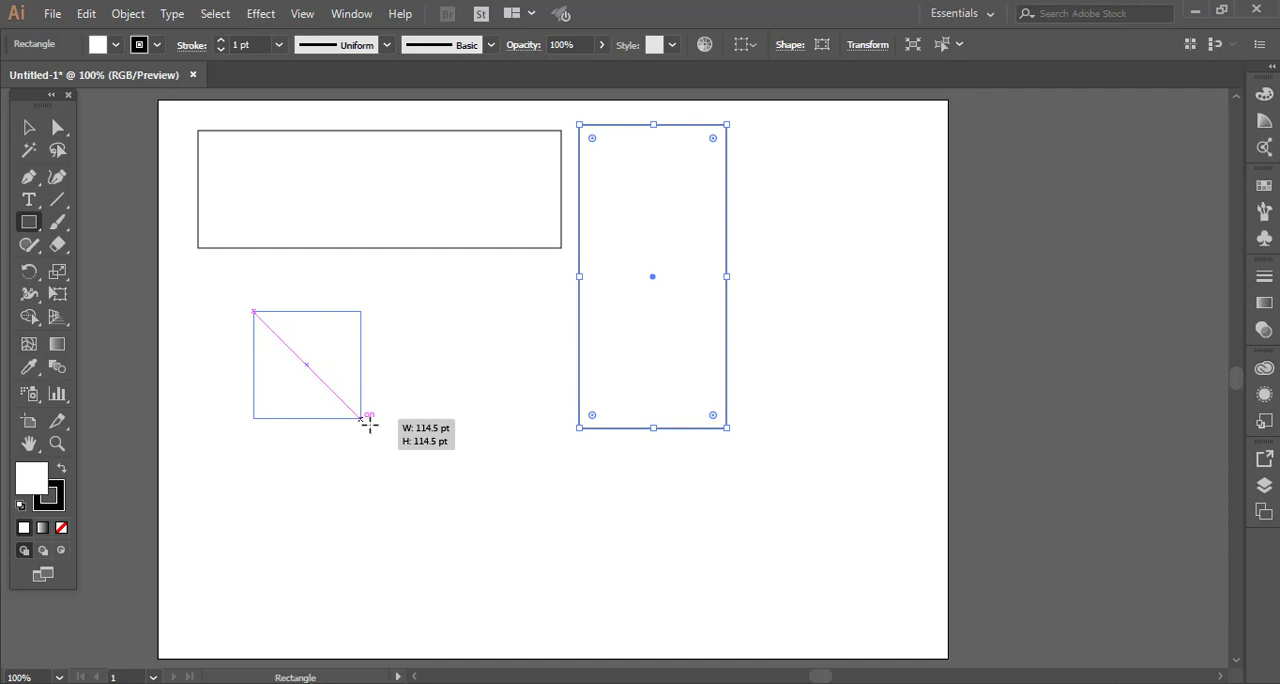 Ai File Edit Object Type Select Effect View Window Help Br St Essentials Search Adobe Stock
Rectangle Stroke: 1 pt Uniform Basic Opacity: 100% Style: Shape: Transform
Untitled-1* @ 100% (RGB/Preview)
T
on
W: 114.5 pt
H: 114.5 pt
100% 1 Rectangle